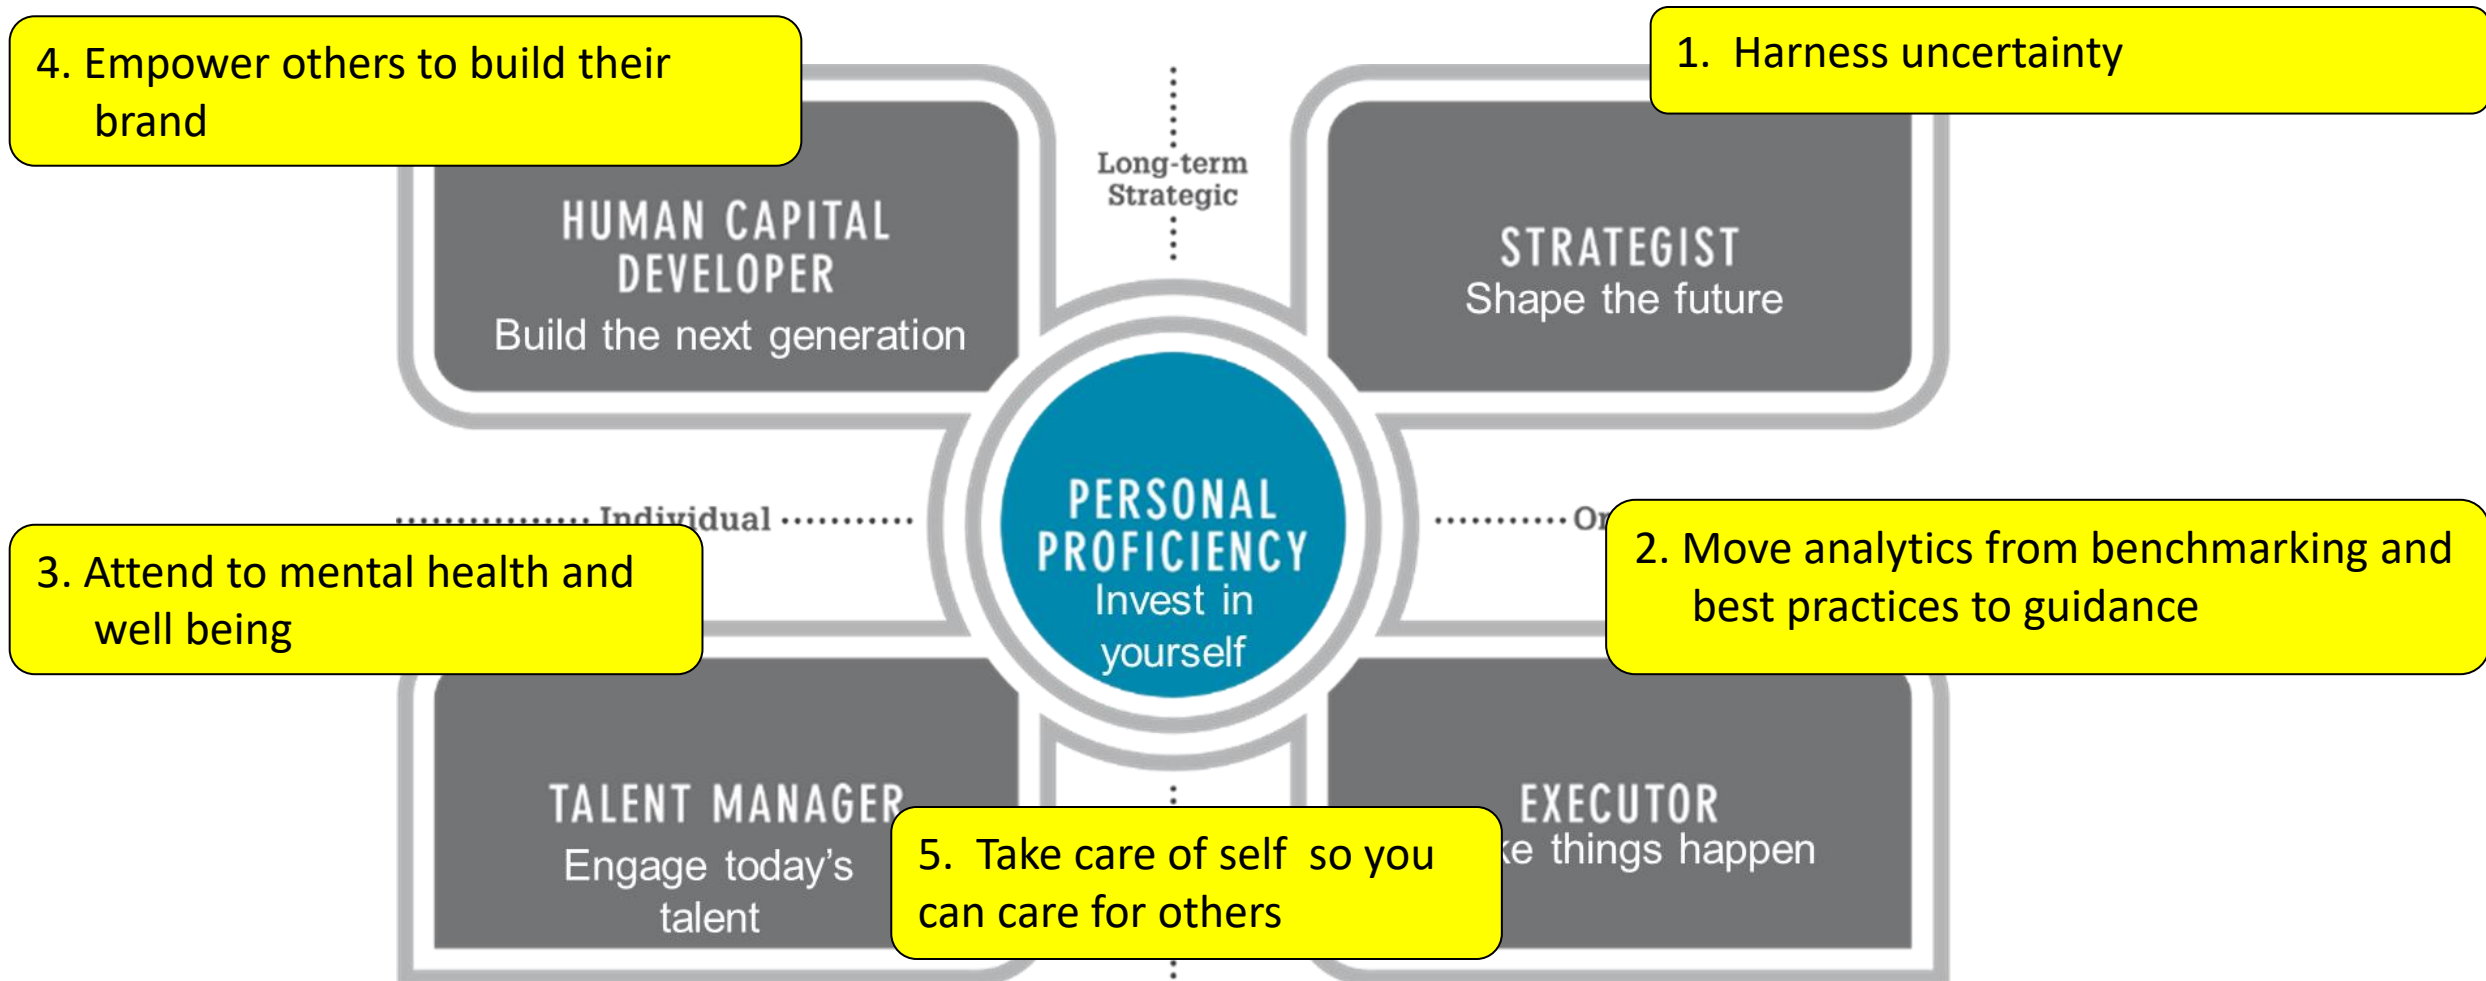 4. Empower others to build their
brand
1. Harness uncertainty
Long-term
Strategic
HUMAN CAPITAL
DEVELOPER
Build the next generation
STRATEGIST
Shape the future
Individual
PERSONAL
PROFICIENCY
Invest in
yourself
3. Attend to mental health and
well being
2. Move analytics from benchmarking and
best practices to guidance
TALENT MANAGER
Engage today's
talent
5. Take care of self so you
can care for others
EXECUTOR
things happen